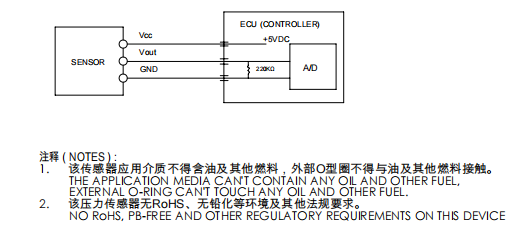 ECU (CONTROLLER)
Vcc
+5VDC
Vout
SENSOR
GND
220KΩ
A/D
注释 ( NOTES ) :
1. 该传感器应用介质不得含油及其他燃料，外部O型圈不得与油及其他燃料接触。
THE APPLICATION MEDIA CAN'T CONTAIN ANY OIL AND OTHER FUEL,
EXTERNAL O-RING CAN'T TOUCH ANY OIL AND OTHER FUEL.
2. 该压力传感器无RoHS、无铅化等环境及其他法规要求。
NO RoHS, PB-FREE AND OTHER REGULATORY REQUIREMENTS ON THIS DEVICE